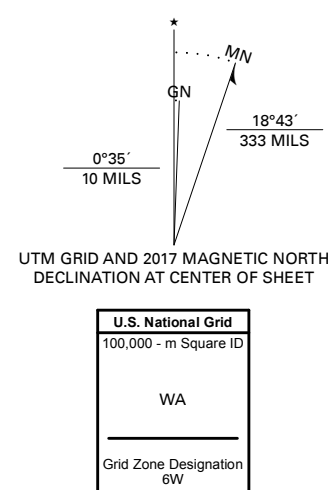 ★
MN
GN
18°43´
333 MILS
0°35´
10 MILS
UTM GRID AND 2017 MAGNETIC NORTH
DECLINATION AT CENTER OF SHEET
U.S. National Grid
100,000 - m Square ID
WA
Grid Zone Designation
6W